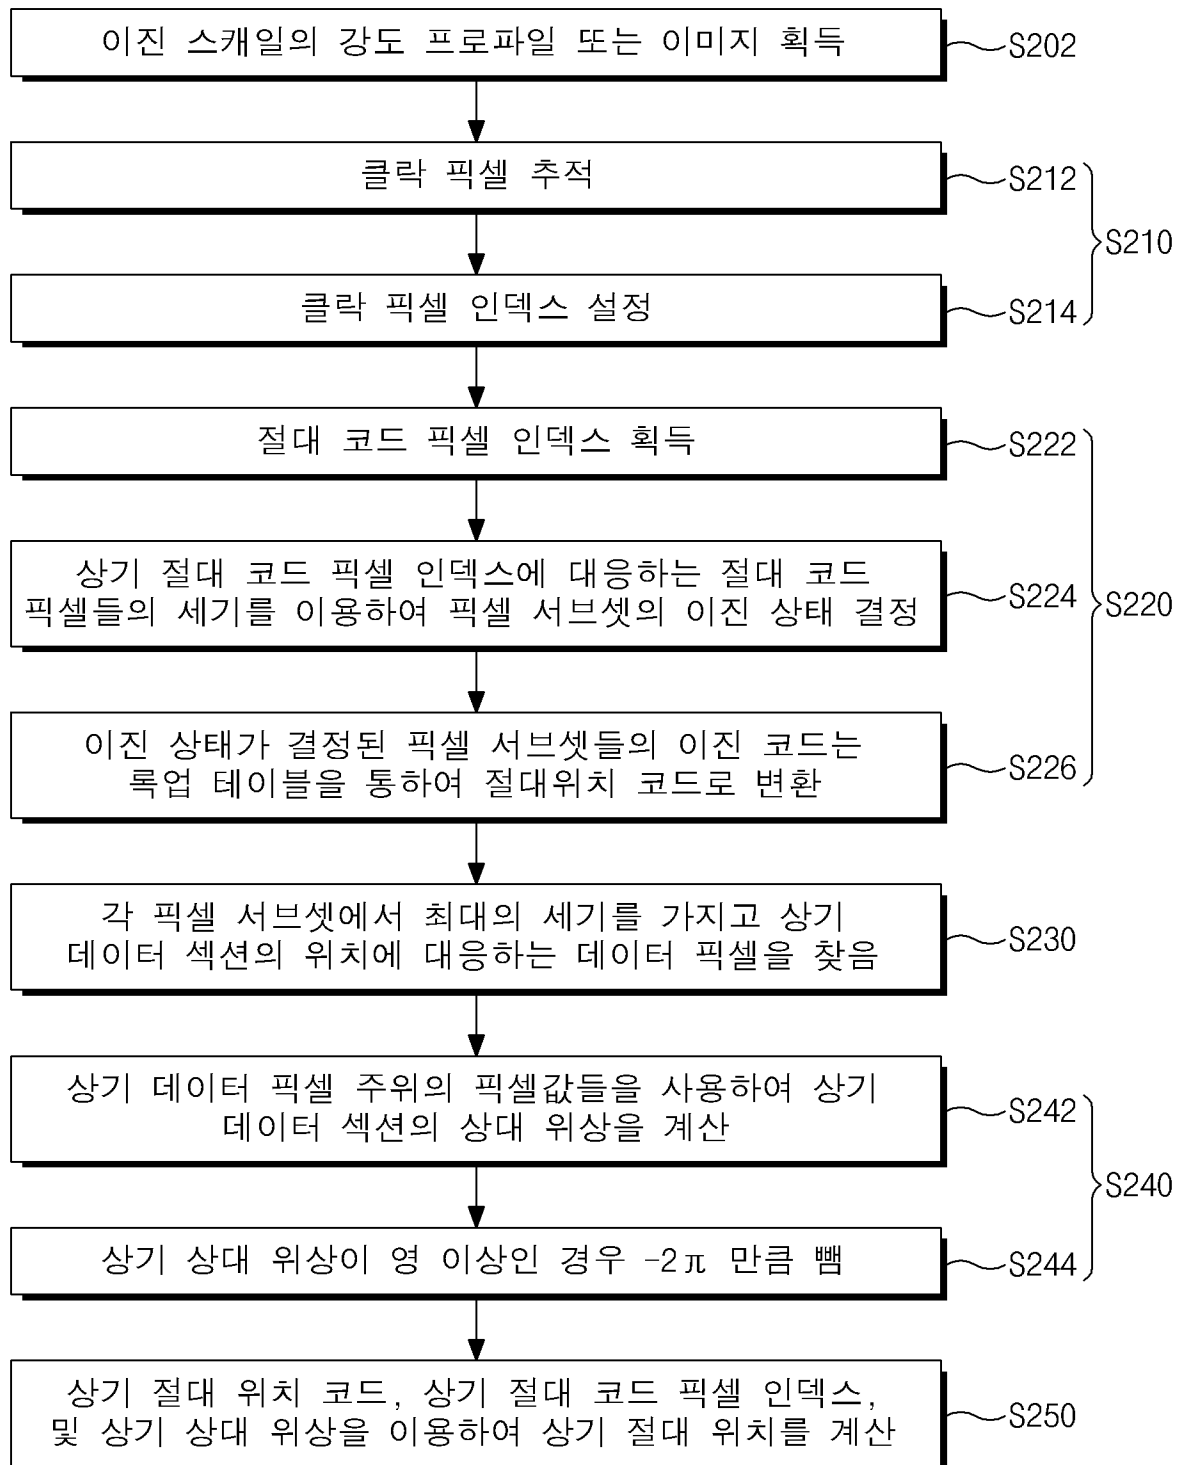 이진 스캐일의 강도 프로파일 또는 이미지 획득
S202
클락 픽셀 추적
S212
S210
클락 픽셀 인덱스 설정
S214
절대 코드 픽셀 인덱스 획득
S222
상기 절대 코드 픽셀 인덱스에 대응하는 절대 코드
픽셀들의 세기를 이용하여 픽셀 서브셋의 이진 상태 결정
S224
S220
이진 상태가 결정된 픽셀 서브셋들의 이진 코드는
룩업 테이블을 통하여 절대위치 코드로 변환
S226
각 픽셀 서브셋에서 최대의 세기를 가지고 상기
데이터 섹션의 위치에 대응하는 데이터 픽셀을 찾음
S230
상기 데이터 픽셀 주위의 픽셀값들을 사용하여 상기
데이터 섹션의 상대 위상을 계산
S242
S240
상기 상대 위상이 영 이상인 경우 -2π 만큼 뺌
S244
상기 절대 위치 코드, 상기 절대 코드 픽셀 인덱스,
및 상기 상대 위상을 이용하여 상기 절대 위치를 계산
S250